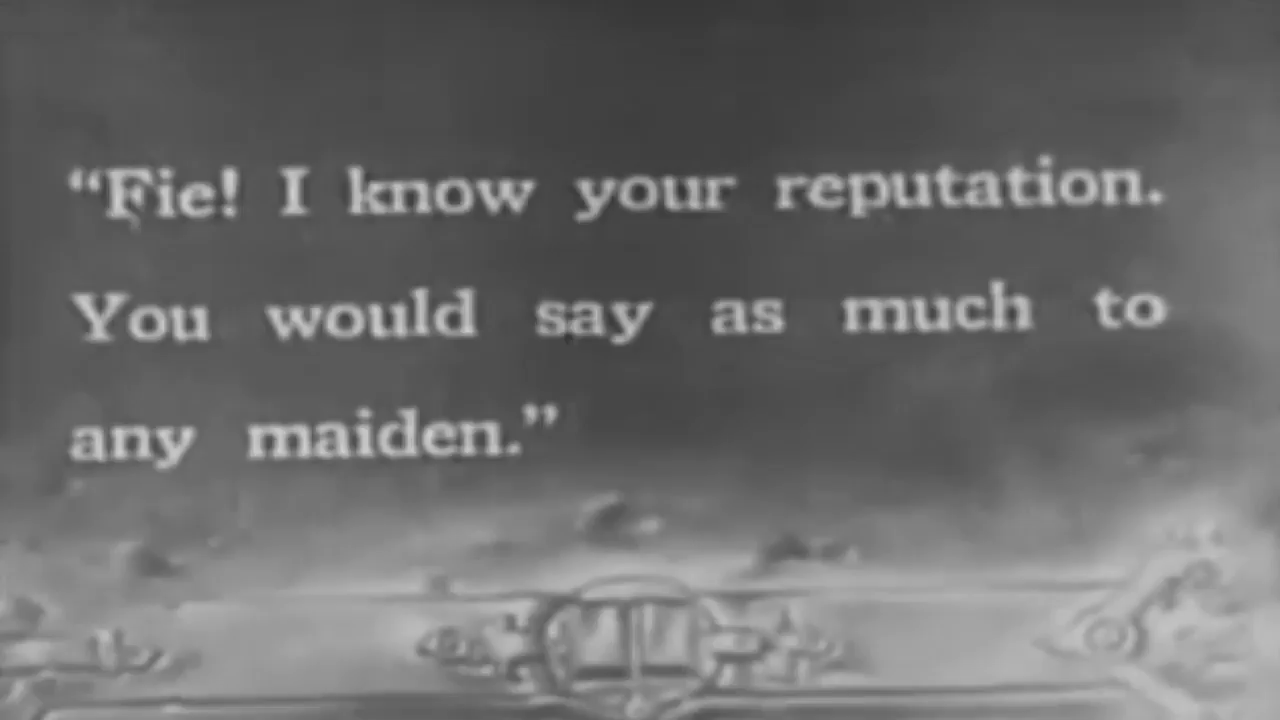 “Fie! I know your reputation.
You would say as much to
any maiden.”